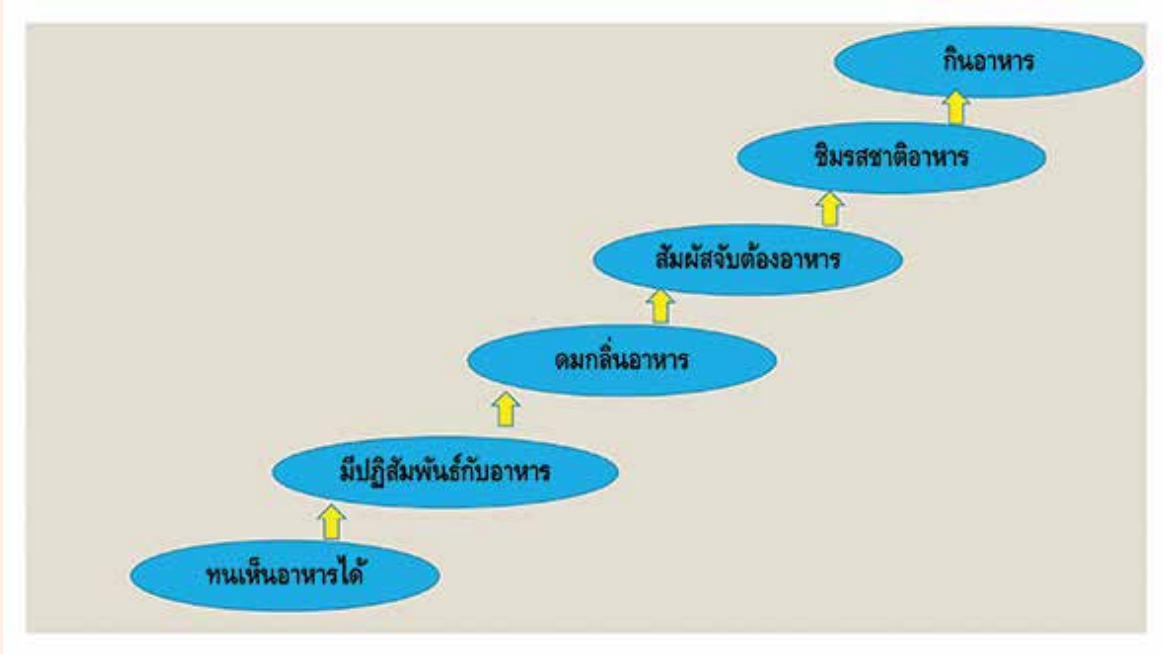 กินอาหาร
ชิมรสชาติอาหาร
สัมผัสจับต้องอาหาร
ดมกลิ่นอาหาร
มีปฏิสัมพันธ์กับอาหาร
ทนเห็นอาหารได้